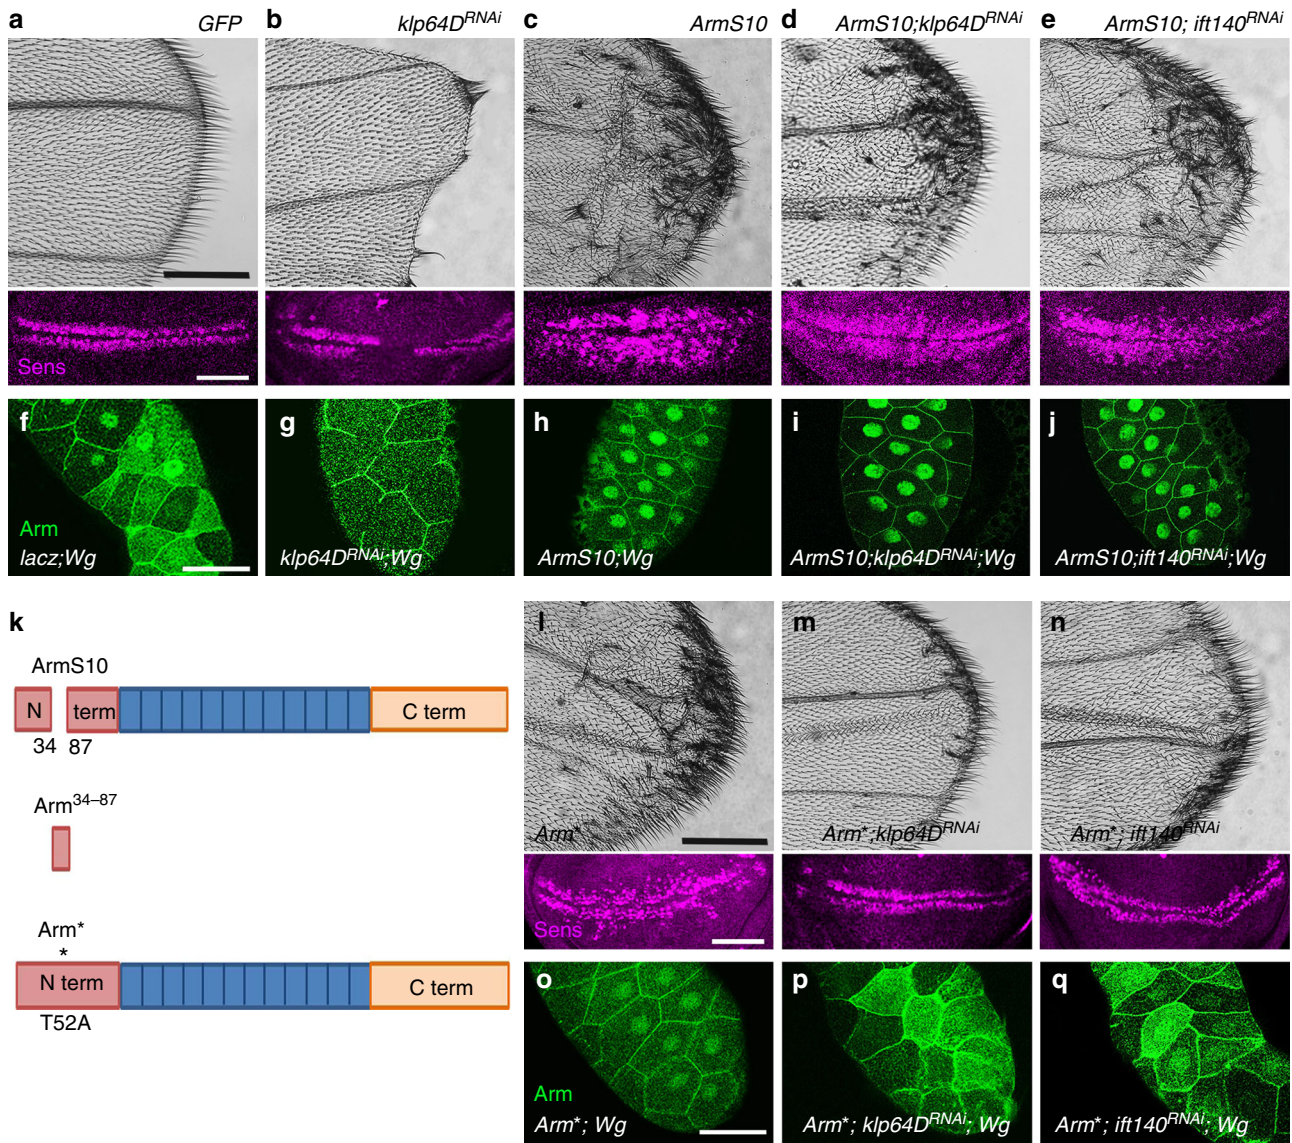 a GFP
b klp64D^RNAi
c ArmS10
d ArmS10;klp64D^RNAi
e ArmS10; ift140^RNAi
Sens
f
Arm
lacz;Wg
g
klp64D^RNAi;Wg
h
ArmS10;Wg
i
ArmS10;klp64D^RNAi;Wg
j
ArmS10;ift140^RNAi;Wg
k
ArmS10
N term C term
34 87
Arm^34–87
Arm*
*
N term C term
T52A
l
Arm*
m
Arm*;klp64D^RNAi
n
Arm*; ift140^RNAi
Sens
o
Arm
Arm*; Wg
p
Arm*; klp64D^RNAi; Wg
q
Arm*; ift140^RNAi; Wg